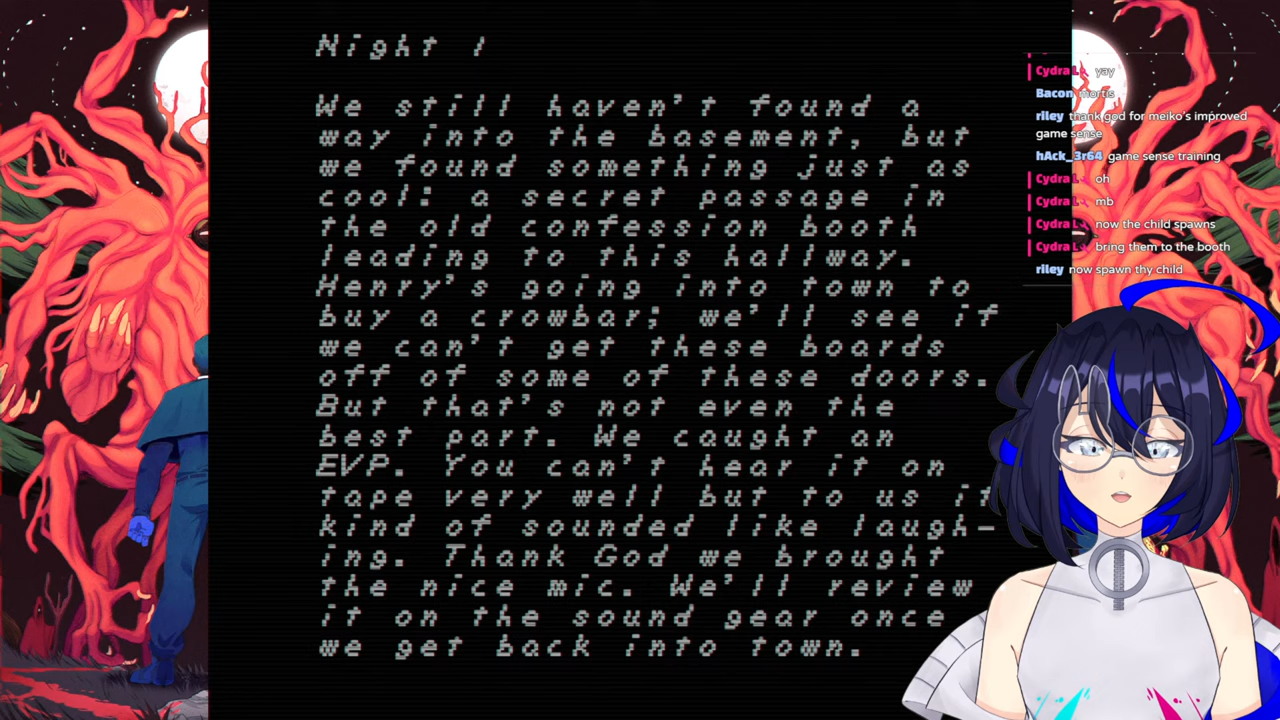 Night 1
We still haven't found a
way into the basement, but
we found something just as
cool: a secret passage in
the old confession booth
leading to this hallway.
Henry's going into town to
buy a crowbar; we'll see if
we can't get these boards
off of some of these doors.
But that's not even the
best part. We caught an
EVP. You can't hear it on
tape very well but to us it
kind of sounded like laugh-
ing. Thank God we brought
the nice mic. We'll review
it on the sound gear once
we get back into town.
CydraL yay
Bacon mortis
riley thank god for meiko's improved
game sense
hAck_3r64 game sense training
CydraL oh
CydraL mb
CydraL now the child spawns
CydraL bring them to the booth
riley now spawn thy child